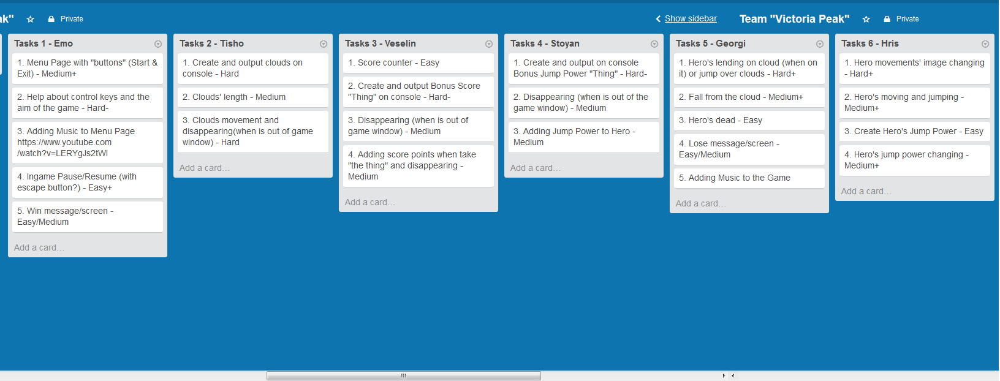 ak"
Private
Show sidebar
Team "Victoria Peak"
Private
Tasks 1 - Emo
1. Menu Page with "buttons" (Start &
Exit) - Medium+
2. Help about control keys and the
aim of the game - Hard-
3. Adding Music to Menu Page
https://www.youtube.com
/watch?v=LERYgJs2tWI
4. Ingame Pause/Resume (with
escape button?) - Easy+
5. Win message/screen -
Easy/Medium
Add a card…
Tasks 2 - Tisho
1. Create and output clouds on
console - Hard
2. Clouds' length - Medium
3. Clouds movement and
disappearing(when is out of game
window) - Hard
Add a card…
Tasks 3 - Veselin
1. Score counter - Easy
2. Create and output Bonus Score
"Thing" on console - Hard-
3. Disappearing (when is out of
game window) - Medium
4. Adding score points when take
"the thing" and disappearing -
Medium
Add a card…
Tasks 4 - Stoyan
1. Create and output on console
Bonus Jump Power "Thing" - Hard-
2. Disappearing (when is out of the
game window) - Medium
3. Adding Jump Power to Hero -
Medium
Add a card…
Tasks 5 - Georgi
1. Hero's lending on cloud (when on
it) or jump over clouds - Hard+
2. Fall from the cloud - Medium+
3. Hero's dead - Easy
4. Lose message/screen -
Easy/Medium
5. Adding Music to the Game
Add a card…
Tasks 6 - Hris
1. Hero movements' image changing
- Hard+
2. Hero's moving and jumping -
Medium+
3. Create Hero's Jump Power - Easy
4. Hero's jump power changing -
Medium+
Add a card…